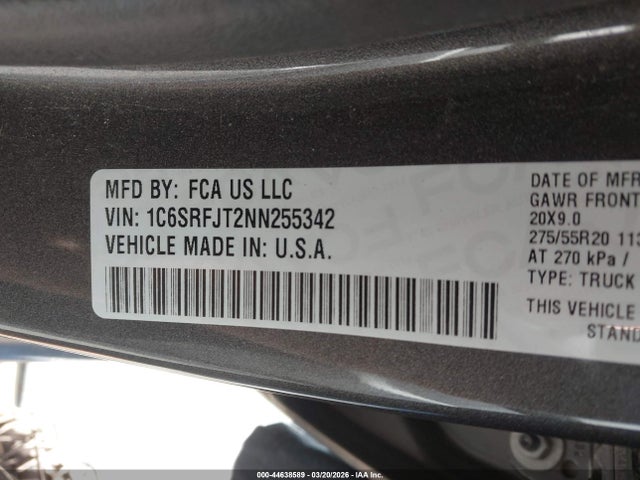 MFD BY: FCA US LLC
VIN: 1C6SRFJT2NN255342
VEHICLE MADE IN: U.S.A.
DATE OF MFR
GAWR FRONT
20X9.0
275/55R20 113
AT 270 kPa /
TYPE: TRUCK
THIS VEHICLE
STAND
000-44638589 | 03/20/2026 | IAA Inc.